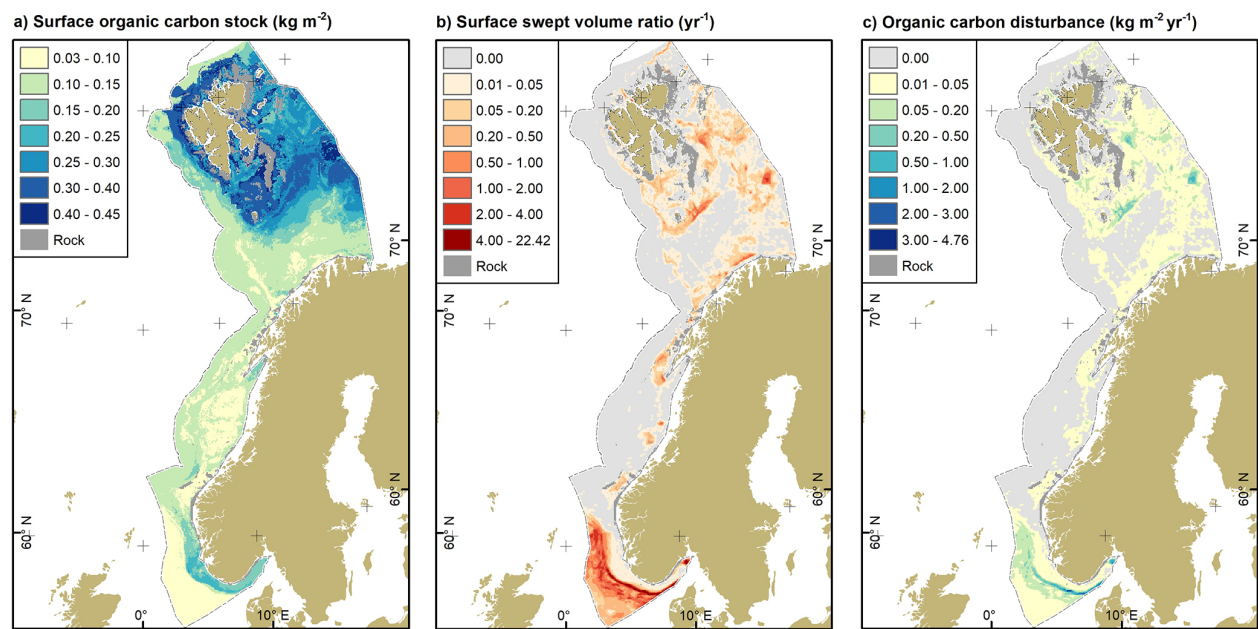 a) Surface organic carbon stock (kg m⁻²)
0.03 - 0.10
0.10 - 0.15
0.15 - 0.20
0.20 - 0.25
0.25 - 0.30
0.30 - 0.40
0.40 - 0.45
Rock
70° N
70° N
60° N
60° N
0°
10° E
b) Surface swept volume ratio (yr⁻¹)
0.00
0.01 - 0.05
0.05 - 0.20
0.20 - 0.50
0.50 - 1.00
1.00 - 2.00
2.00 - 4.00
4.00 - 22.42
Rock
70° N
70° N
60° N
60° N
0°
10° E
c) Organic carbon disturbance (kg m⁻² yr⁻¹)
0.00
0.01 - 0.05
0.05 - 0.20
0.20 - 0.50
0.50 - 1.00
1.00 - 2.00
2.00 - 3.00
3.00 - 4.76
Rock
70° N
70° N
60° N
60° N
0°
10° E